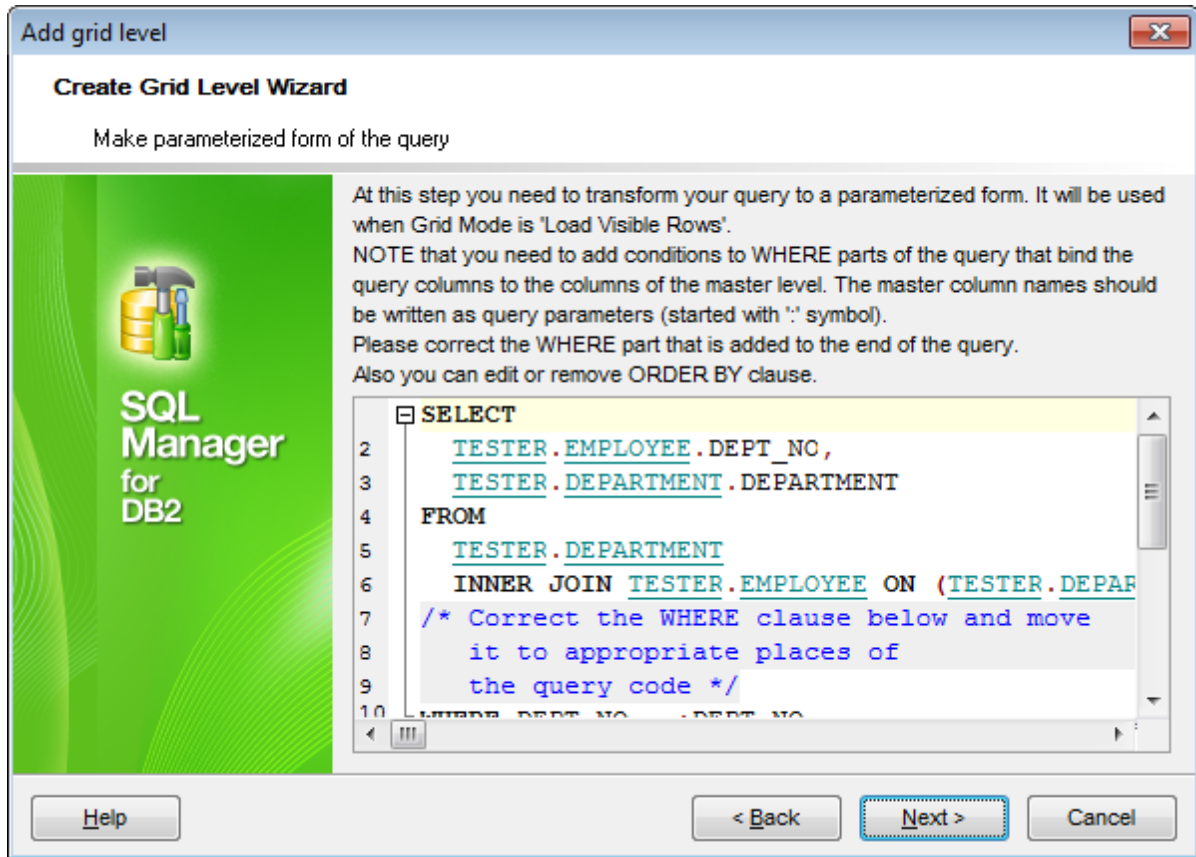 Add grid level
Create Grid Level Wizard
Make parameterized form of the query
At this step you need to transform your query to a parameterized form. It will be used
when Grid Mode is 'Load Visible Rows'.
NOTE that you need to add conditions to WHERE parts of the query that bind the
query columns to the columns of the master level. The master column names should
be written as query parameters (started with ':' symbol).
Please correct the WHERE part that is added to the end of the query.
Also you can edit or remove ORDER BY clause.
SQL
Manager
for
DB2
SELECT
2 TESTER.EMPLOYEE.DEPT_NO,
3 TESTER.DEPARTMENT.DEPARTMENT
4 FROM
5 TESTER.DEPARTMENT
6 INNER JOIN TESTER.EMPLOYEE ON (TESTER.DEPAR
7 /* Correct the WHERE clause below and move
8 it to appropriate places of
9 the query code */
10 WHERE DEPT_NO :DEPT_NO
Help
< Back
Next >
Cancel